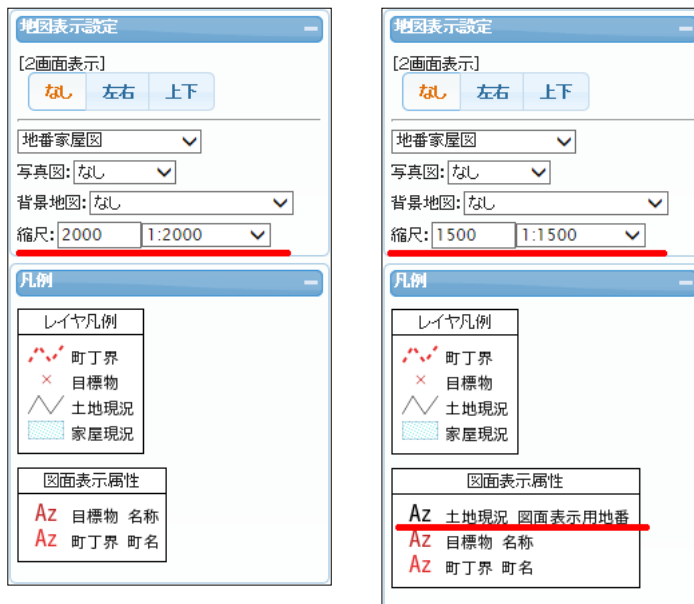 地図表示設定
[2画面表示]
なし 左右 上下
地番家屋図
写真図: なし
背景地図: なし
縮尺: 2000 1:2000
凡例
レイヤ凡例
町丁界
目標物
土地現況
家屋現況
図面表示属性
Az 目標物 名称
Az 町丁界 町名
地図表示設定
[2画面表示]
なし 左右 上下
地番家屋図
写真図: なし
背景地図: なし
縮尺: 1500 1:1500
凡例
レイヤ凡例
町丁界
目標物
土地現況
家屋現況
図面表示属性
Az 土地現況 図面表示用地番
Az 目標物 名称
Az 町丁界 町名